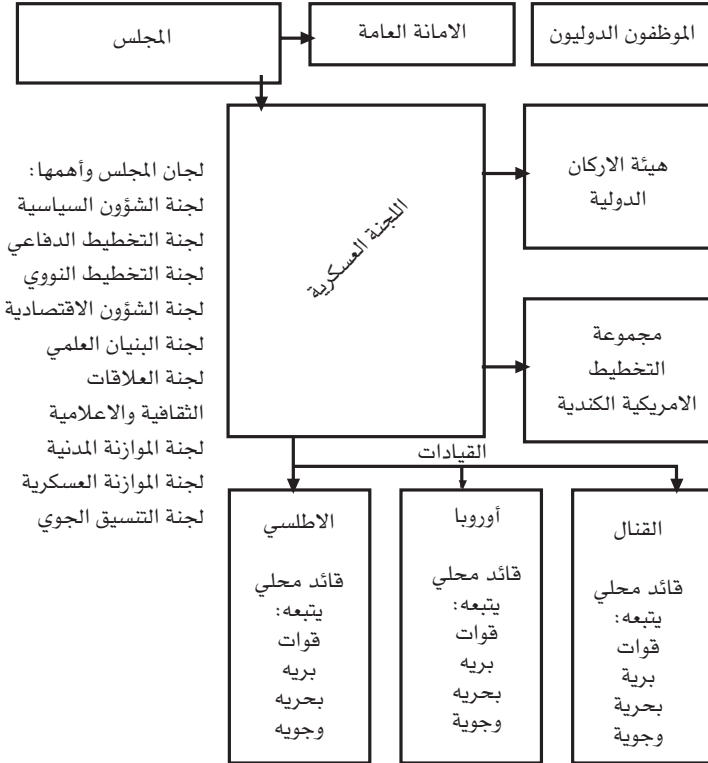 الموظفون الدوليون
الامانة العامة
المجلس
هيئة الاركان
الدولية
اللجنة العسكرية
لجان المجلس وأهمها:
لجنة الشؤون السياسية
لجنة التخطيط الدفاعي
لجنة التخطيط النووي
لجنة الشؤون الاقتصادية
لجنة البنيان العلمي
لجنة العلاقات
الثقافية والاعلامية
لجنة الموازنة المدنية
لجنة الموازنة العسكرية
لجنة التنسيق الجوي
مجموعة
التخطيط
الامريكية الكندية
القيادات
القنال
قائد محلي
يتبعه:
قوات
برية
بحرية
وجوية
أوروبا
قائد محلي
يتبعه:
قوات
بريه
بحريه
وجوية
الاطلسي
قائد محلي
يتبعه:
قوات
بريه
بحريه
وجويه